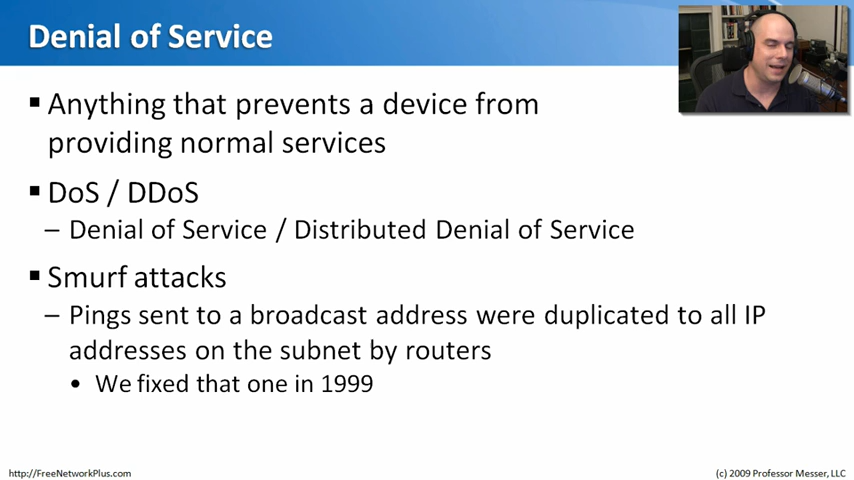 Denial of Service
▪ Anything that prevents a device from
providing normal services
▪ DoS / DDoS
– Denial of Service / Distributed Denial of Service
▪ Smurf attacks
– Pings sent to a broadcast address were duplicated to all IP
addresses on the subnet by routers
• We fixed that one in 1999
http://FreeNetworkPlus.com
(c) 2009 Professor Messer, LLC